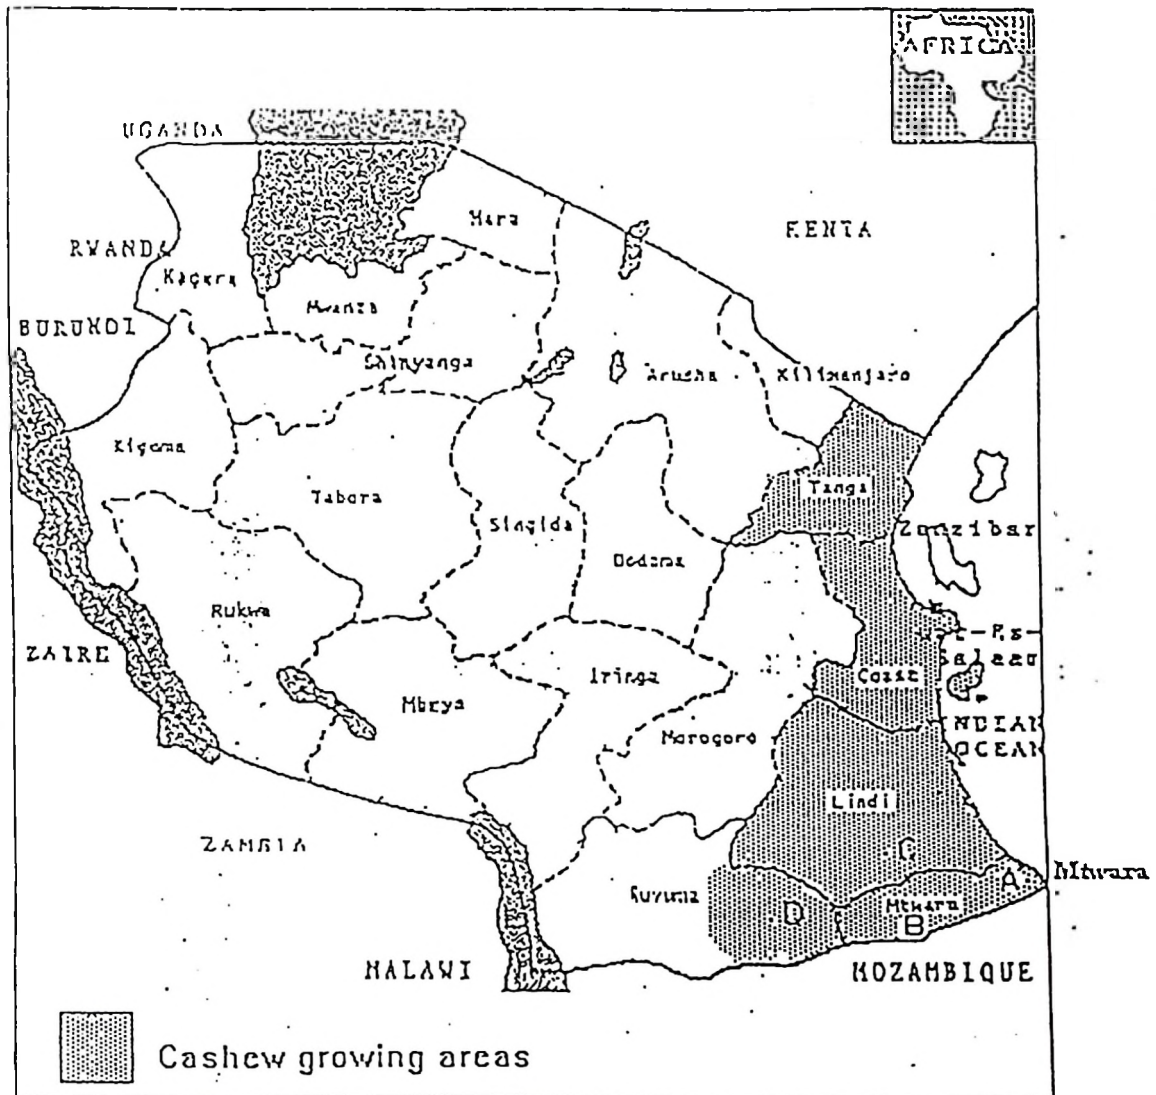 AFRICA
UGANDA
Mara
KENYA
RWANDA
Kagera
Mwanza
BURUNDI
Shinyanga
Arusha
Kilimanjaro
Kigoma
Tanga
Tabora
Singida
Zanzibar
Dodoma
Rukwa
ZAIRE
Iringa
Coast
Mbeya
INDIAN
OCEAN
Morogoro
Lindi
ZAMBIA
C
A
Mtwara
Ruvuma
Mtwara
D
B
MALAWI
MOZAMBIQUE
Cashew growing areas